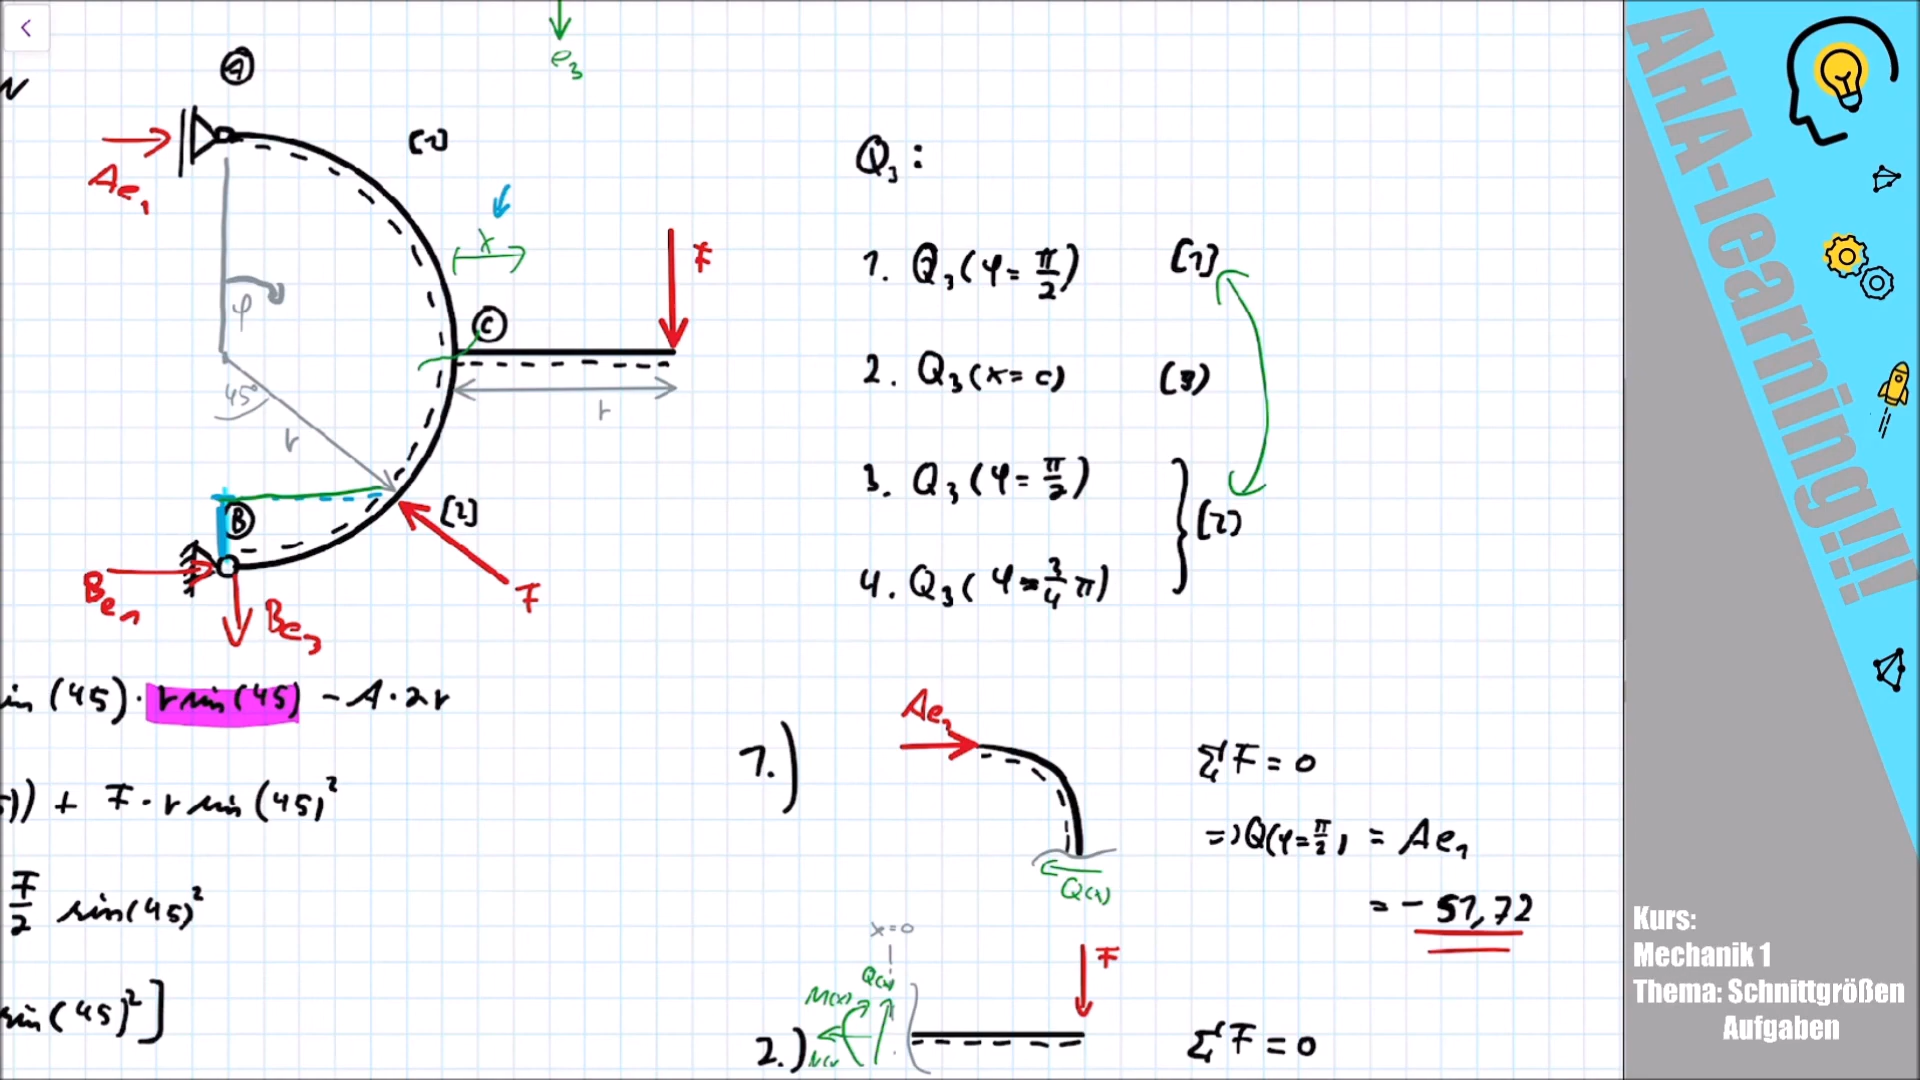 e₃
A
Ae₁
[1]
x
F
φ
C
45°
r
r
B
[2]
Be₁
Be₃
F
in (45) · r sin (45) - A · 2r
)) + F · r sin (45)²
F/2 sin(45)²
sin(45)²]
Q₃ :
1. Q₃ (φ = π/2) [1]
2. Q₃ (x = 0) [3]
3. Q₃ (φ = π/2)
[2]
4. Q₃ (φ = 3/4 π)
1.)
Ae₁
Q(x)
Σ F = 0
=> Q(φ = π/2) = Ae₁
= - 51,72
2.)
x = 0
Q(x)
M(x)
N(x)
F
Σ F = 0
AHA-learning!!!
Kurs:
Mechanik 1
Thema: Schnittgrößen
Aufgaben